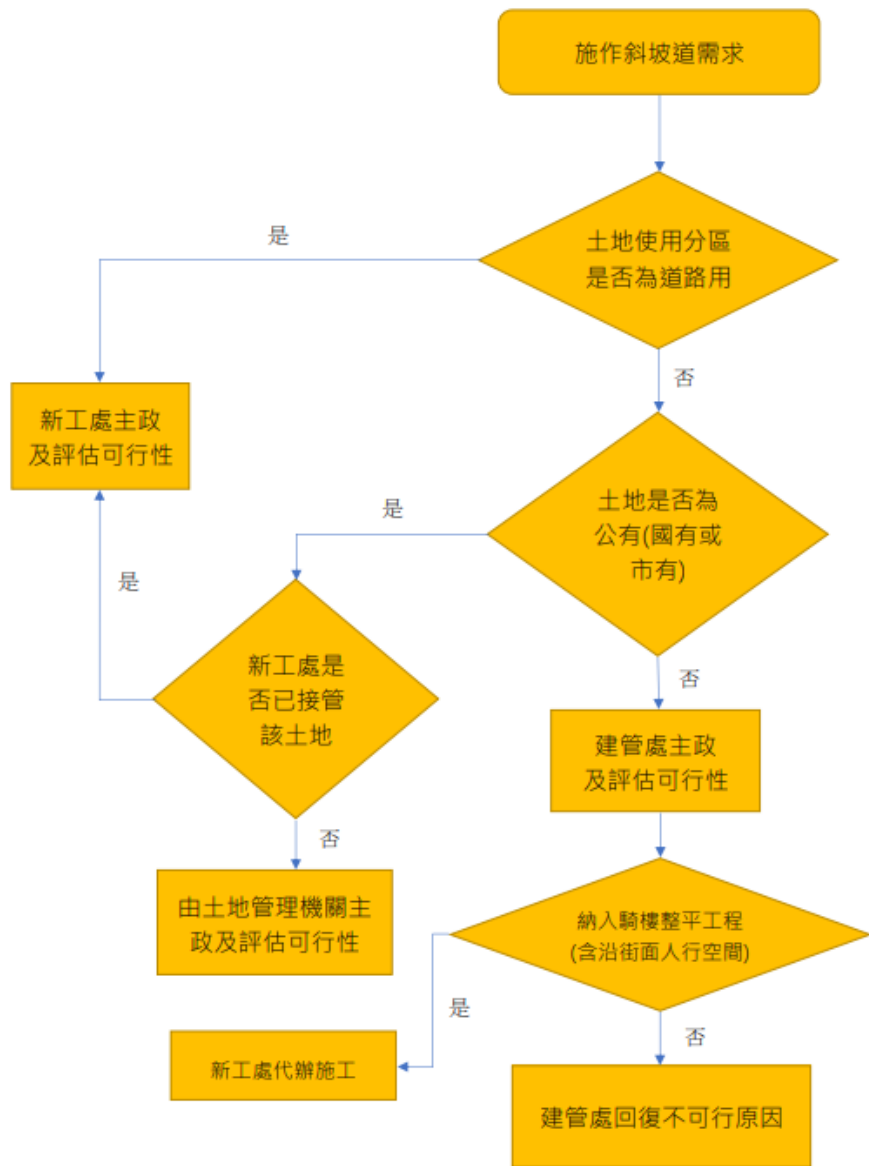 施作斜坡道需求
是
土地使用分區
是否為道路用
否
新工處主政
及評估可行性
是
土地是否為
公有(國有或
市有)
是
新工處是
否已接管
該土地
否
建管處主政
及評估可行性
否
由土地管理機關主
政及評估可行性
納入騎樓整平工程
(含沿街面人行空間)
是
否
新工處代辦施工
建管處回復不可行原因